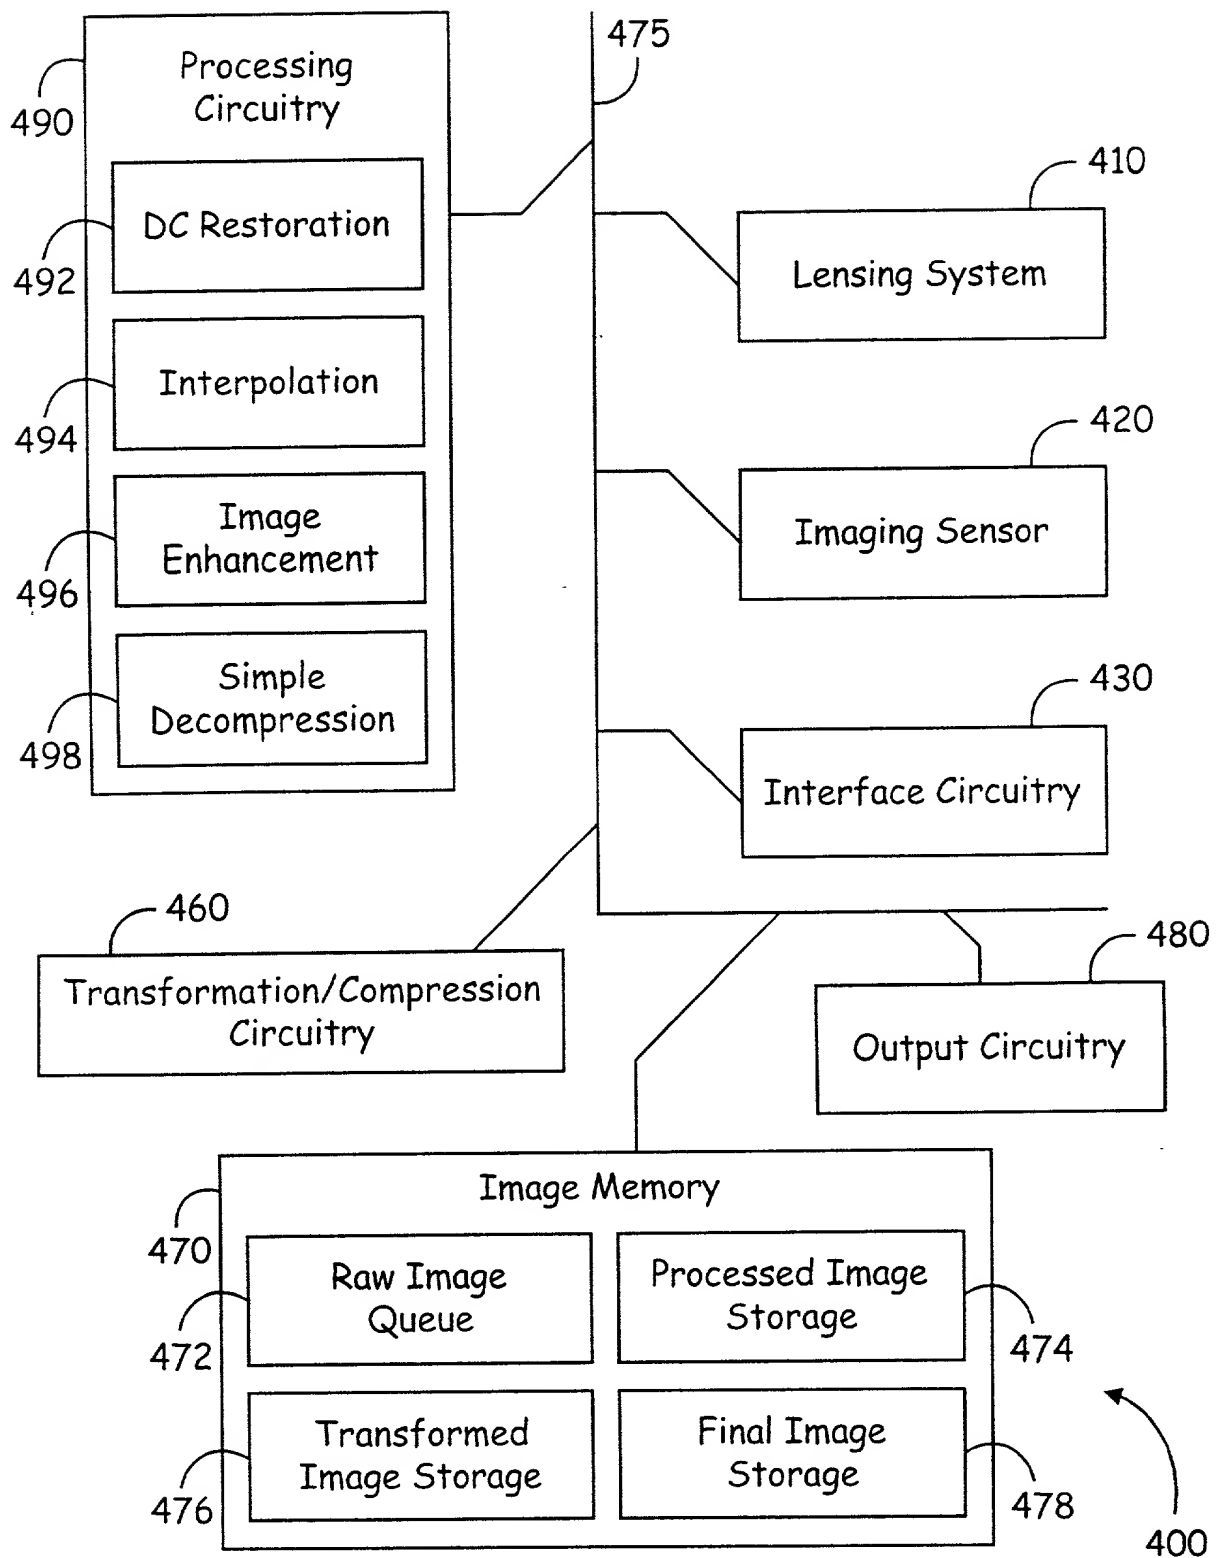 475
Processing
Circuitry
490
410
DC Restoration
492
Lensing System
Interpolation
494
420
Image
Enhancement
496
Imaging Sensor
Simple
Decompression
498
430
Interface Circuitry
460
Transformation/Compression
Circuitry
480
Output Circuitry
Image Memory
470
Raw Image
Queue
472
Processed Image
Storage
474
Transformed
Image Storage
476
Final Image
Storage
478
400